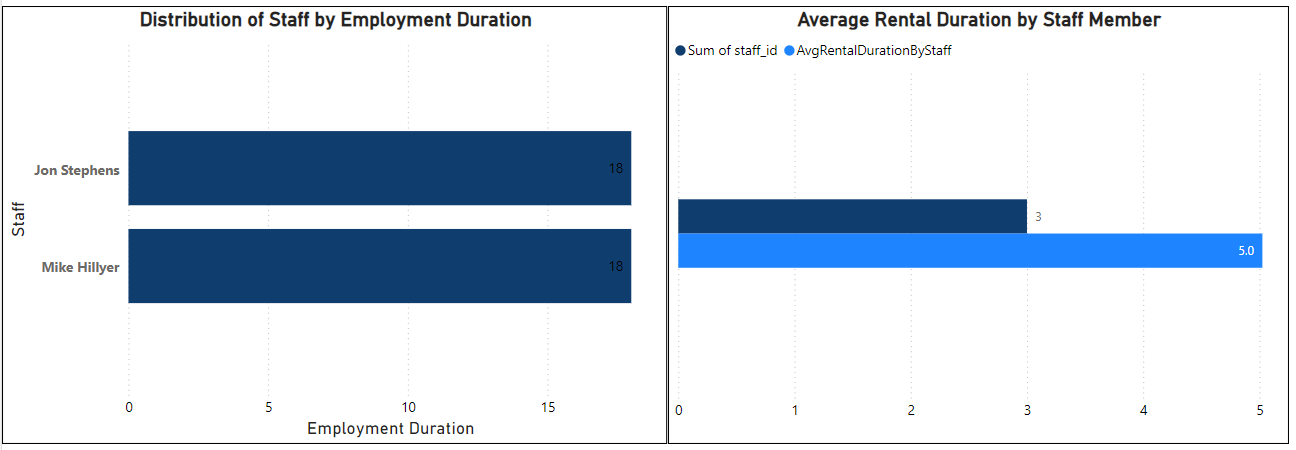 Distribution of Staff by Employment Duration
Staff
Jon Stephens
18
Mike Hillyer
18
0 5 10 15
Employment Duration
Average Rental Duration by Staff Member
Sum of staff_id AvgRentalDurationByStaff
3
5.0
0 1 2 3 4 5